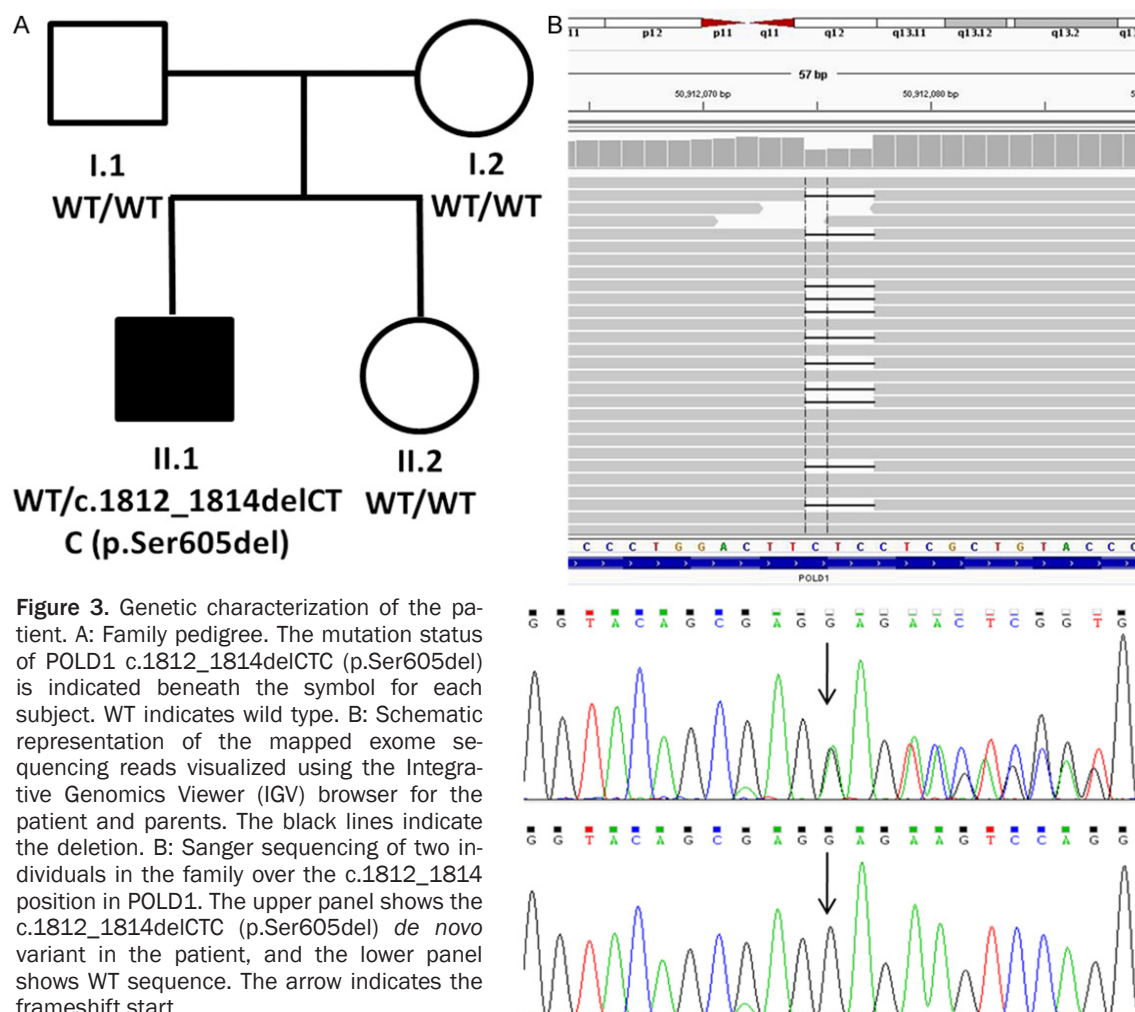 A
I.1
WT/WT
I.2
WT/WT
II.1
WT/c.1812_1814delCT
C (p.Ser605del)
II.2
WT/WT
B
p12 p11 q11 q12 q13.11 q13.12 q13.2
57 bp
50,912,070 bp 50,912,080 bp
C C C T G G A C T T C T C C T C G C T G T A C C C
POLD1
G G T A C A G C G A G G A G A A C T C G G T G
G G T A C A G C G A G G A G A A G T C C A G G
Figure 3. Genetic characterization of the pa-
tient. A: Family pedigree. The mutation status
of POLD1 c.1812_1814delCTC (p.Ser605del)
is indicated beneath the symbol for each
subject. WT indicates wild type. B: Schematic
representation of the mapped exome se-
quencing reads visualized using the Integra-
tive Genomics Viewer (IGV) browser for the
patient and parents. The black lines indicate
the deletion. B: Sanger sequencing of two in-
dividuals in the family over the c.1812_1814
position in POLD1. The upper panel shows the
c.1812_1814delCTC (p.Ser605del) de novo
variant in the patient, and the lower panel
shows WT sequence. The arrow indicates the
frameshift start.